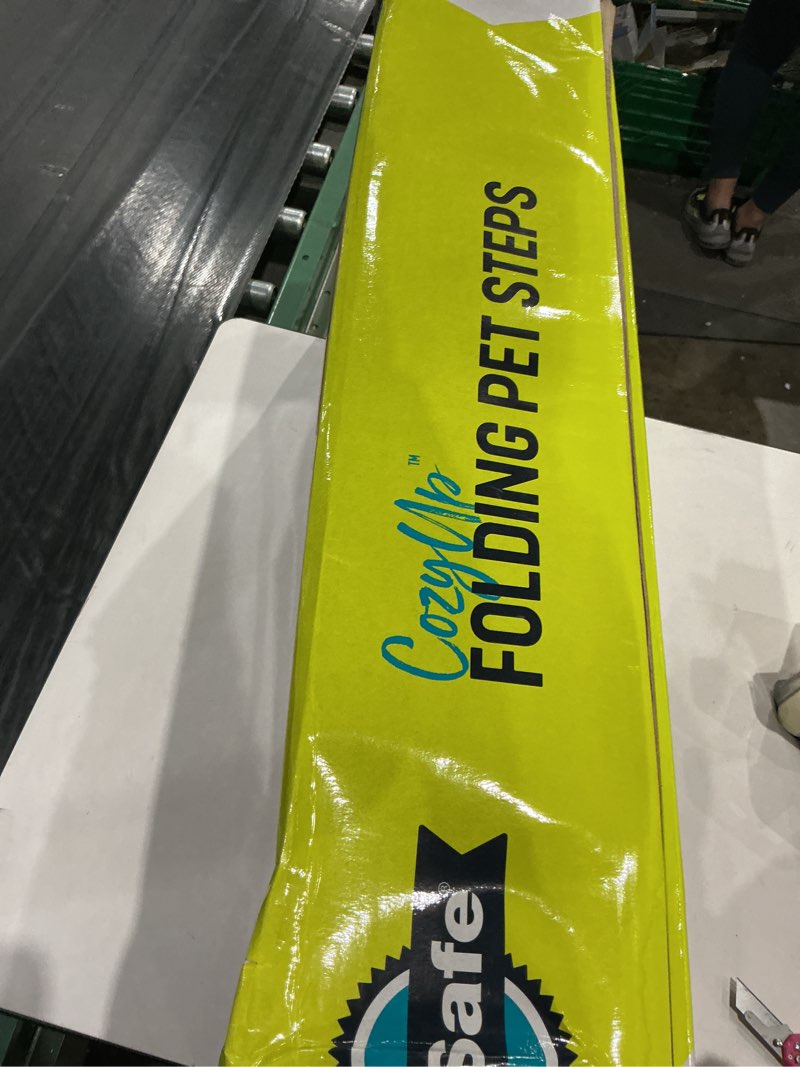 CozyUp™
FOLDING PET STEPS
Safe®